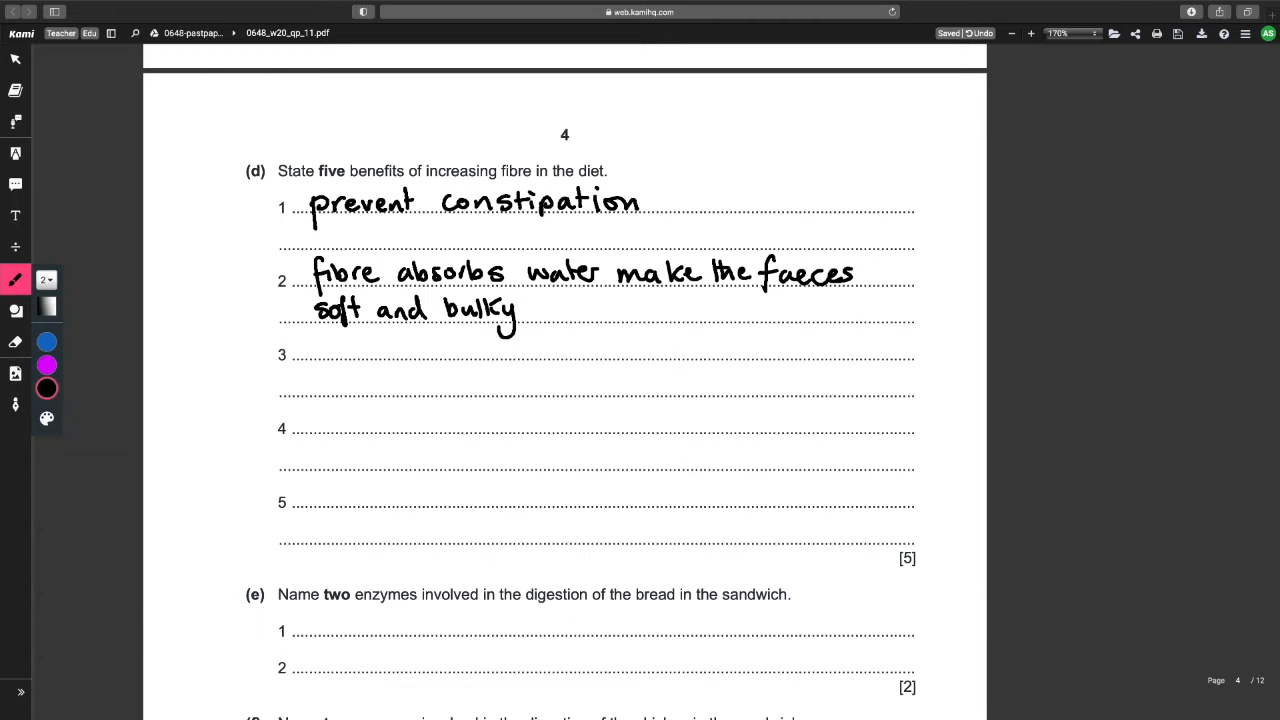 web.kamihq.com
Kami Teacher Edu 0648-pastpap... 0648_w20_qp_11.pdf Saved Undo 170%
AS
4
(d) State five benefits of increasing fibre in the diet.
1 prevent constipation
2 fibre absorbs water make the faeces
soft and bulky
3
4
5
[5]
(e) Name two enzymes involved in the digestion of the bread in the sandwich.
1
2
[2]
2
Page 4 / 12